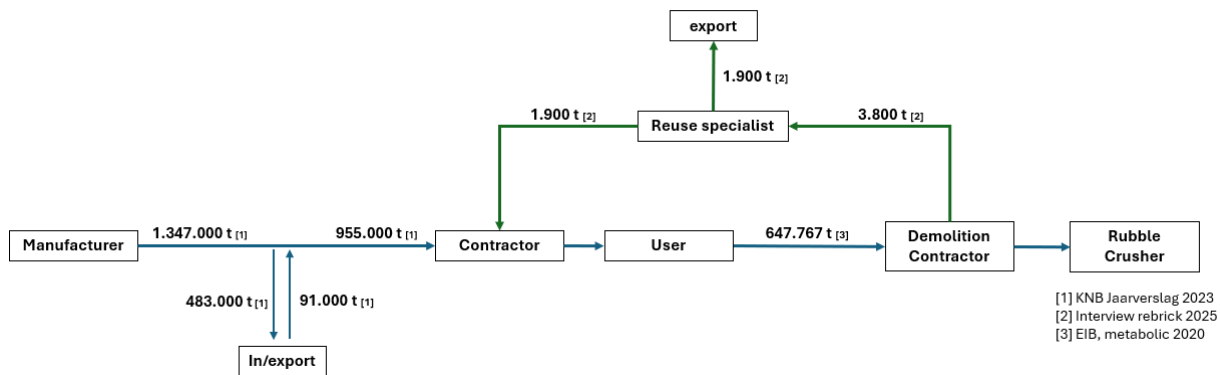 export
1.900 t [2]
1.900 t [2]
Reuse specialist
3.800 t [2]
Manufacturer
1.347.000 t [1]
955.000 t [1]
Contractor
User
647.767 t [3]
Demolition
Contractor
Rubble
Crusher
483.000 t [1]
91.000 t [1]
In/export
[1] KNB Jaarverslag 2023
[2] Interview rebrick 2025
[3] EIB, metabolic 2020